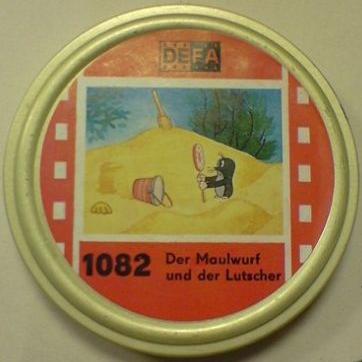 DEFA
1082
Der Maulwurf
und der Lutscher